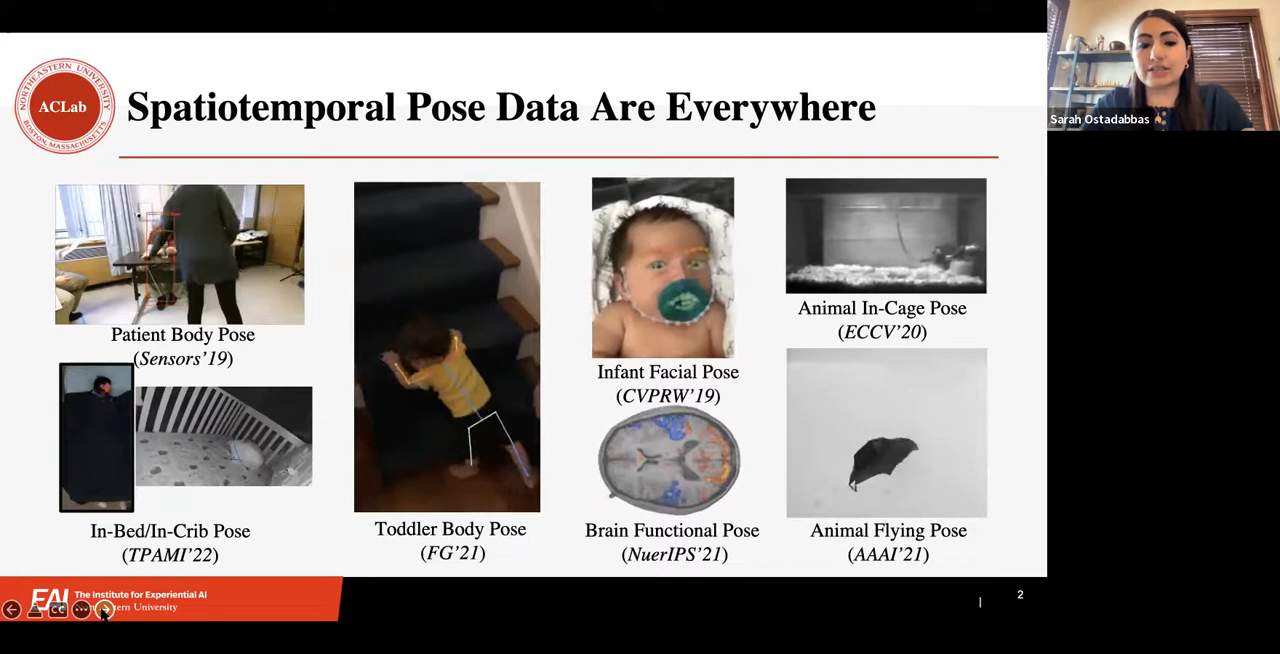 NORTHEASTERN UNIVERSITY
ACLab
BOSTON, MASSACHUSETTS
Spatiotemporal Pose Data Are Everywhere
Sarah Ostadabbas
Patient Body Pose
(Sensors'19)
In-Bed/In-Crib Pose
(TPAMI'22)
Toddler Body Pose
(FG'21)
Infant Facial Pose
(CVPRW'19)
Brain Functional Pose
(NuerIPS'21)
Animal In-Cage Pose
(ECCV'20)
Animal Flying Pose
(AAAI'21)
EAI
The Institute for Experiential AI
University
CC
2